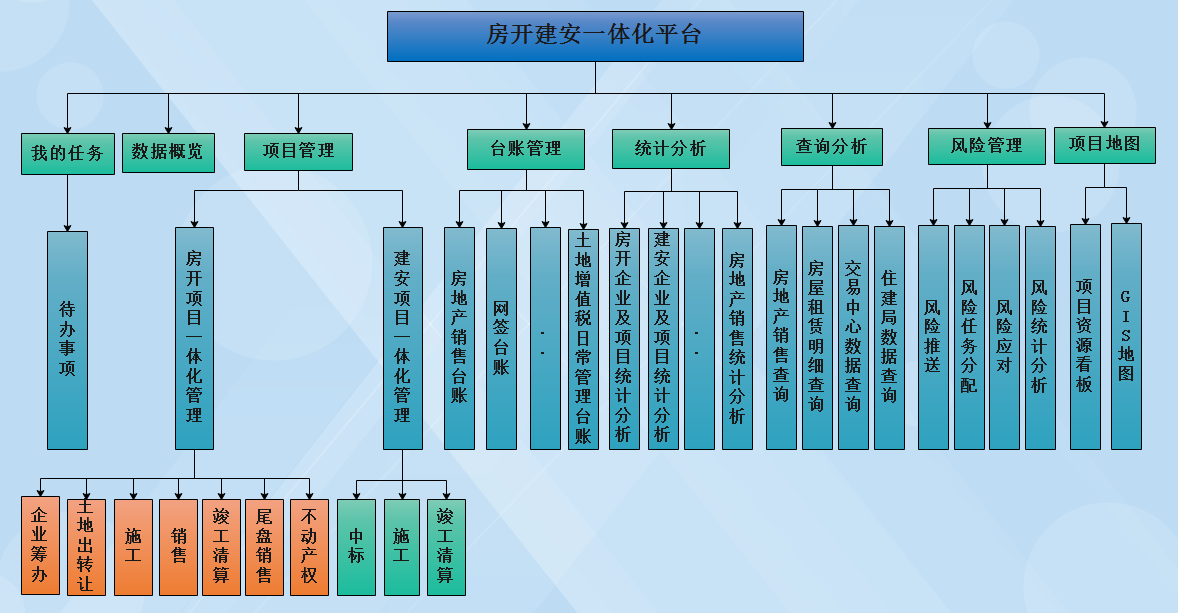 房开建安一体化平台
我的任务
数据概览
项目管理
台账管理
统计分析
查询分析
风险管理
项目地图
待办事项
房开项目一体化管理
建安项目一体化管理
房地产销售台账
网签台账
..
土地增值税日常管理台账
房开企业及项目统计分析
建安企业及项目统计分析
..
房地产销售统计分析
房地产销售查询
房屋租赁明细查询
交易中心数据查询
住建局数据查询
风险推送
风险任务分配
风险应对
风险统计分析
项目资源看板
GIS地图
企业筹办
土地出转让
施工
销售
竣工清算
尾盘销售
不动产权
中标
施工
竣工清算